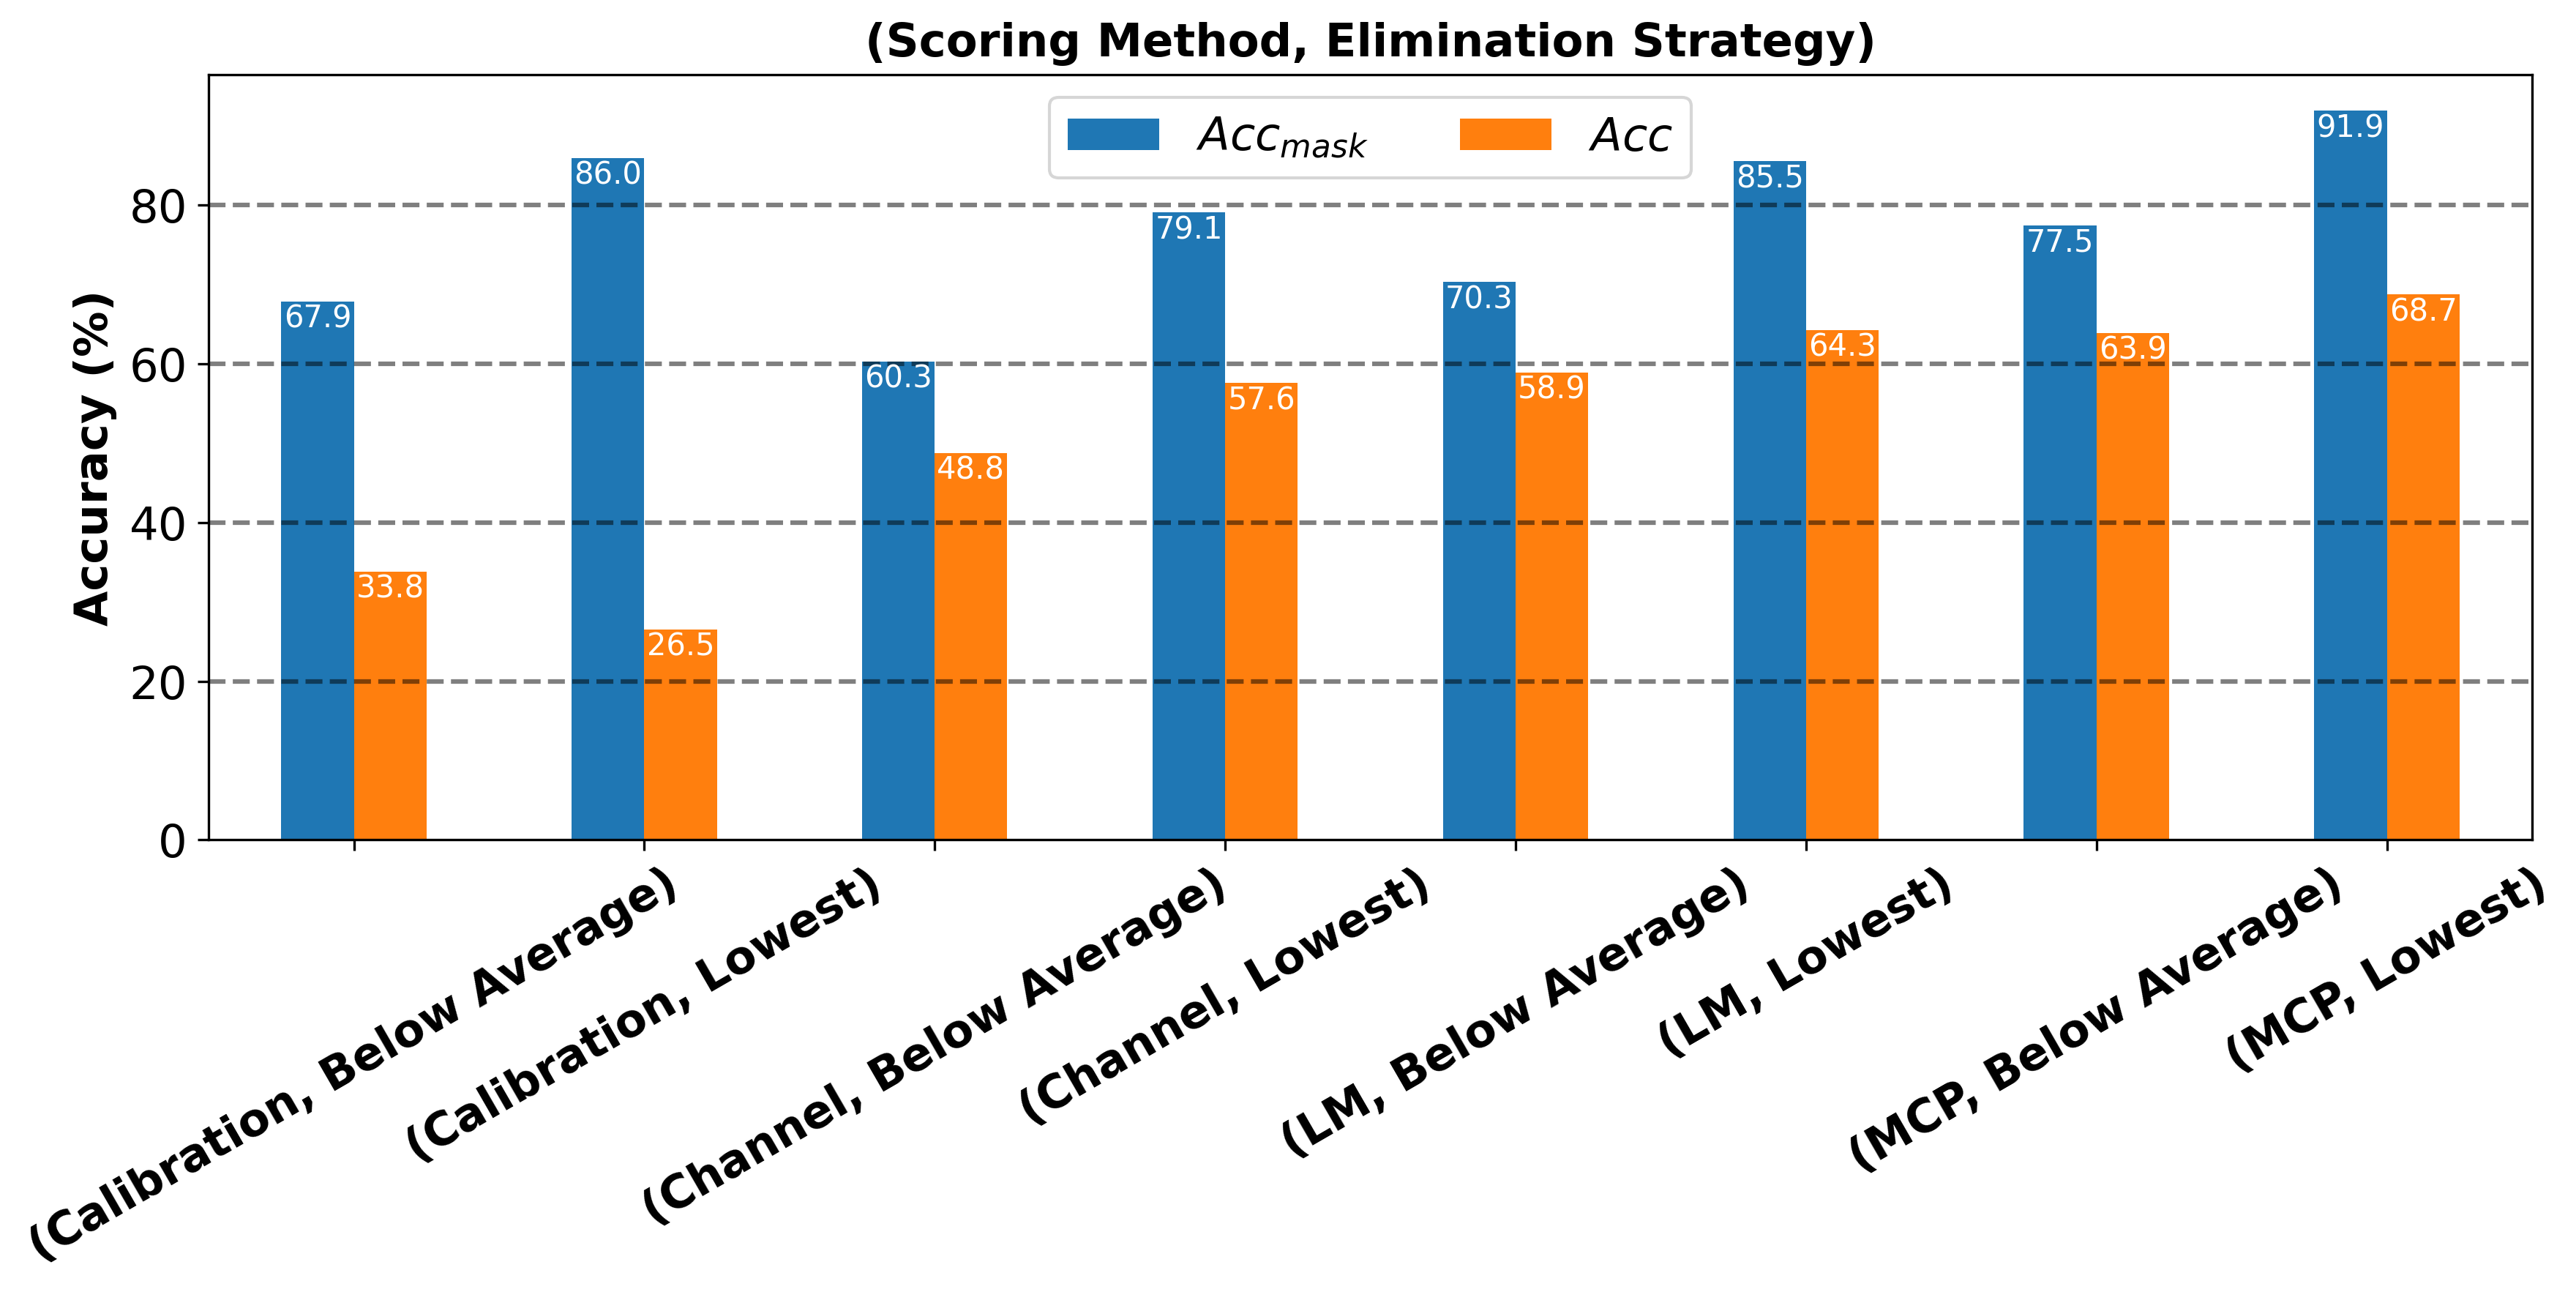 (Scoring Method, Elimination Strategy)
Acc_mask Acc
Accuracy (%)
80
60
40
20
0
67.9
33.8
86.0
26.5
60.3
48.8
79.1
57.6
70.3
58.9
85.5
64.3
77.5
63.9
91.9
68.7
(Calibration, Below Average)
(Calibration, Lowest)
(Channel, Below Average)
(Channel, Lowest)
(LM, Below Average)
(LM, Lowest)
(MCP, Below Average)
(MCP, Lowest)